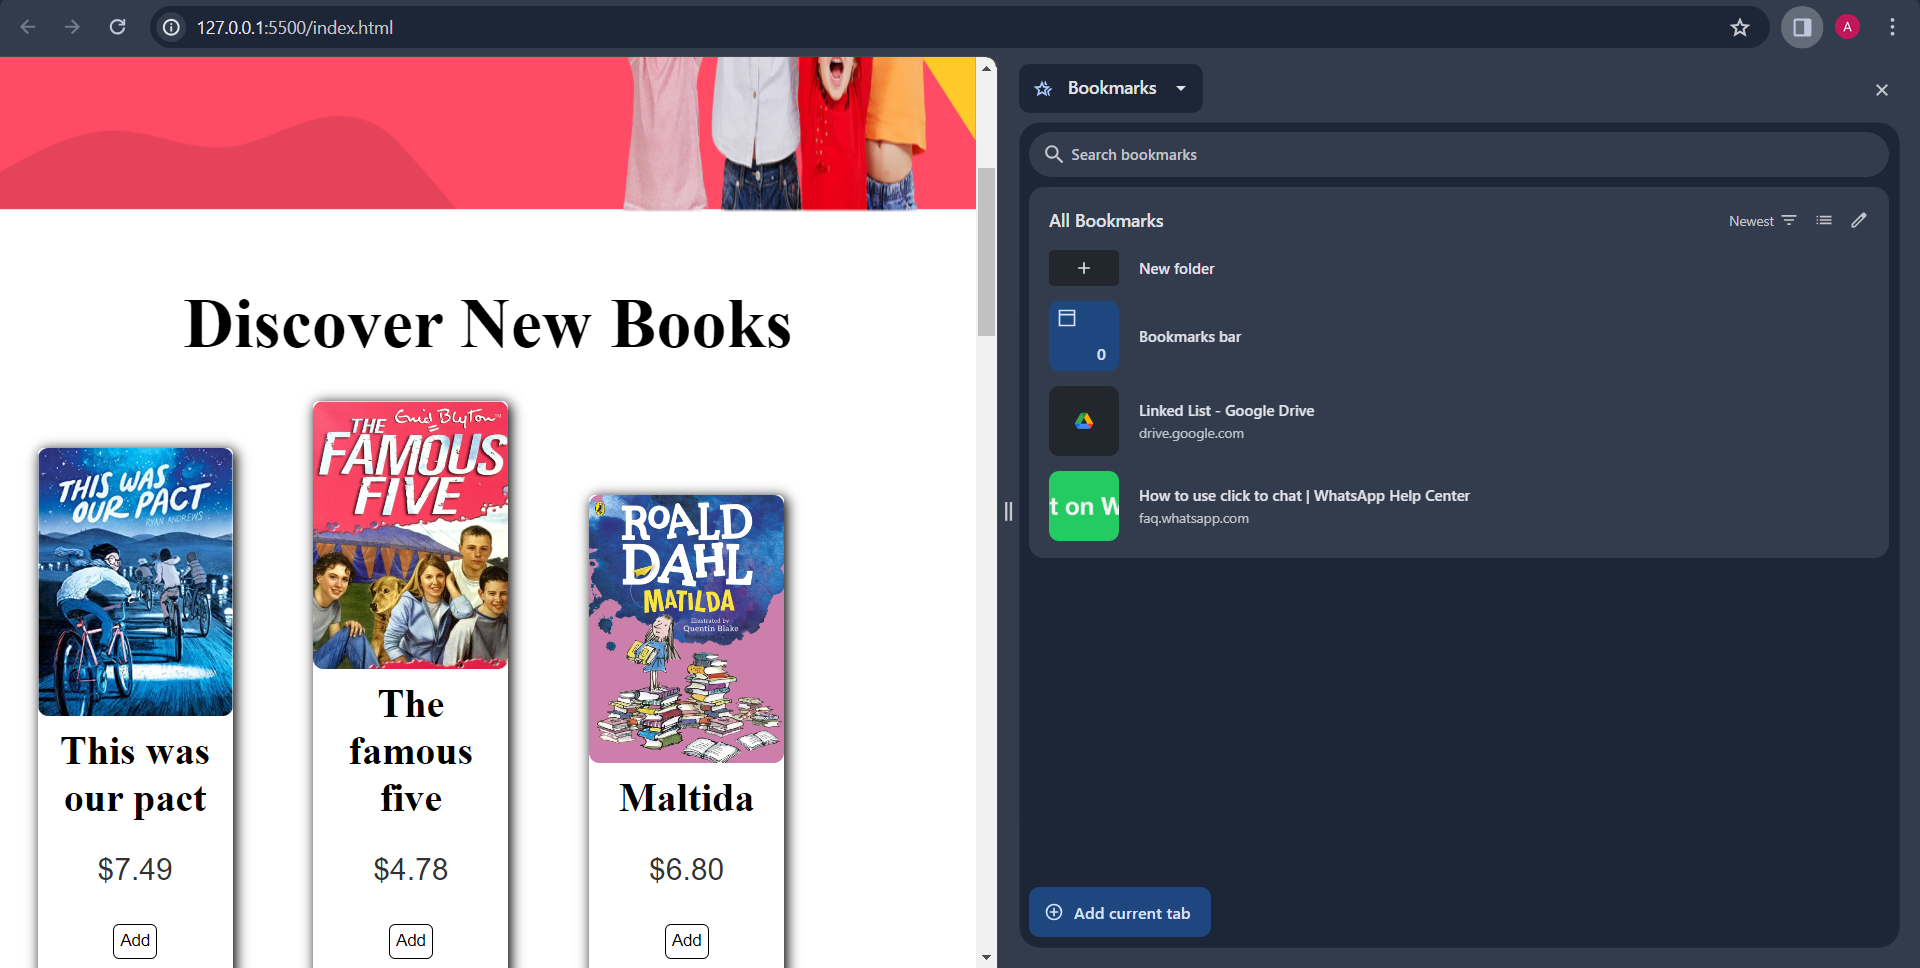 127.0.0.1:5500/index.html
A
Discover New Books
THIS WAS
OUR PACT
RYAN ANDREWS
This was
our pact
$7.49
Add
Enid Blyton™
THE
FAMOUS
FIVE
The
famous
five
$4.78
Add
ROALD
DAHL
MATILDA
Illustrated by
Quentin Blake
Maltida
$6.80
Add
Bookmarks
Search bookmarks
All Bookmarks
Newest
New folder
0
Bookmarks bar
Linked List - Google Drive
drive.google.com
t on W
How to use click to chat | WhatsApp Help Center
faq.whatsapp.com
Add current tab